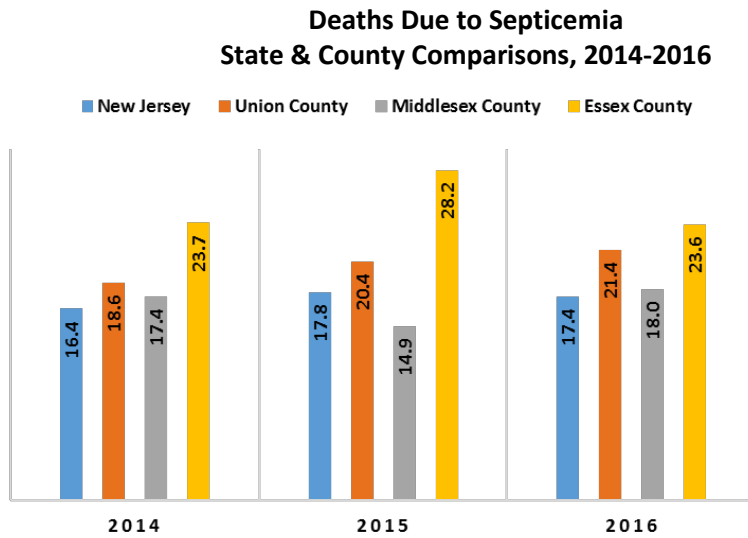 Deaths Due to Septicemia
State & County Comparisons, 2014-2016
New Jersey Union County Middlesex County Essex County
16.4 18.6 17.4 23.7
17.8 20.4 14.9 28.2
17.4 21.4 18.0 23.6
2014 2015 2016